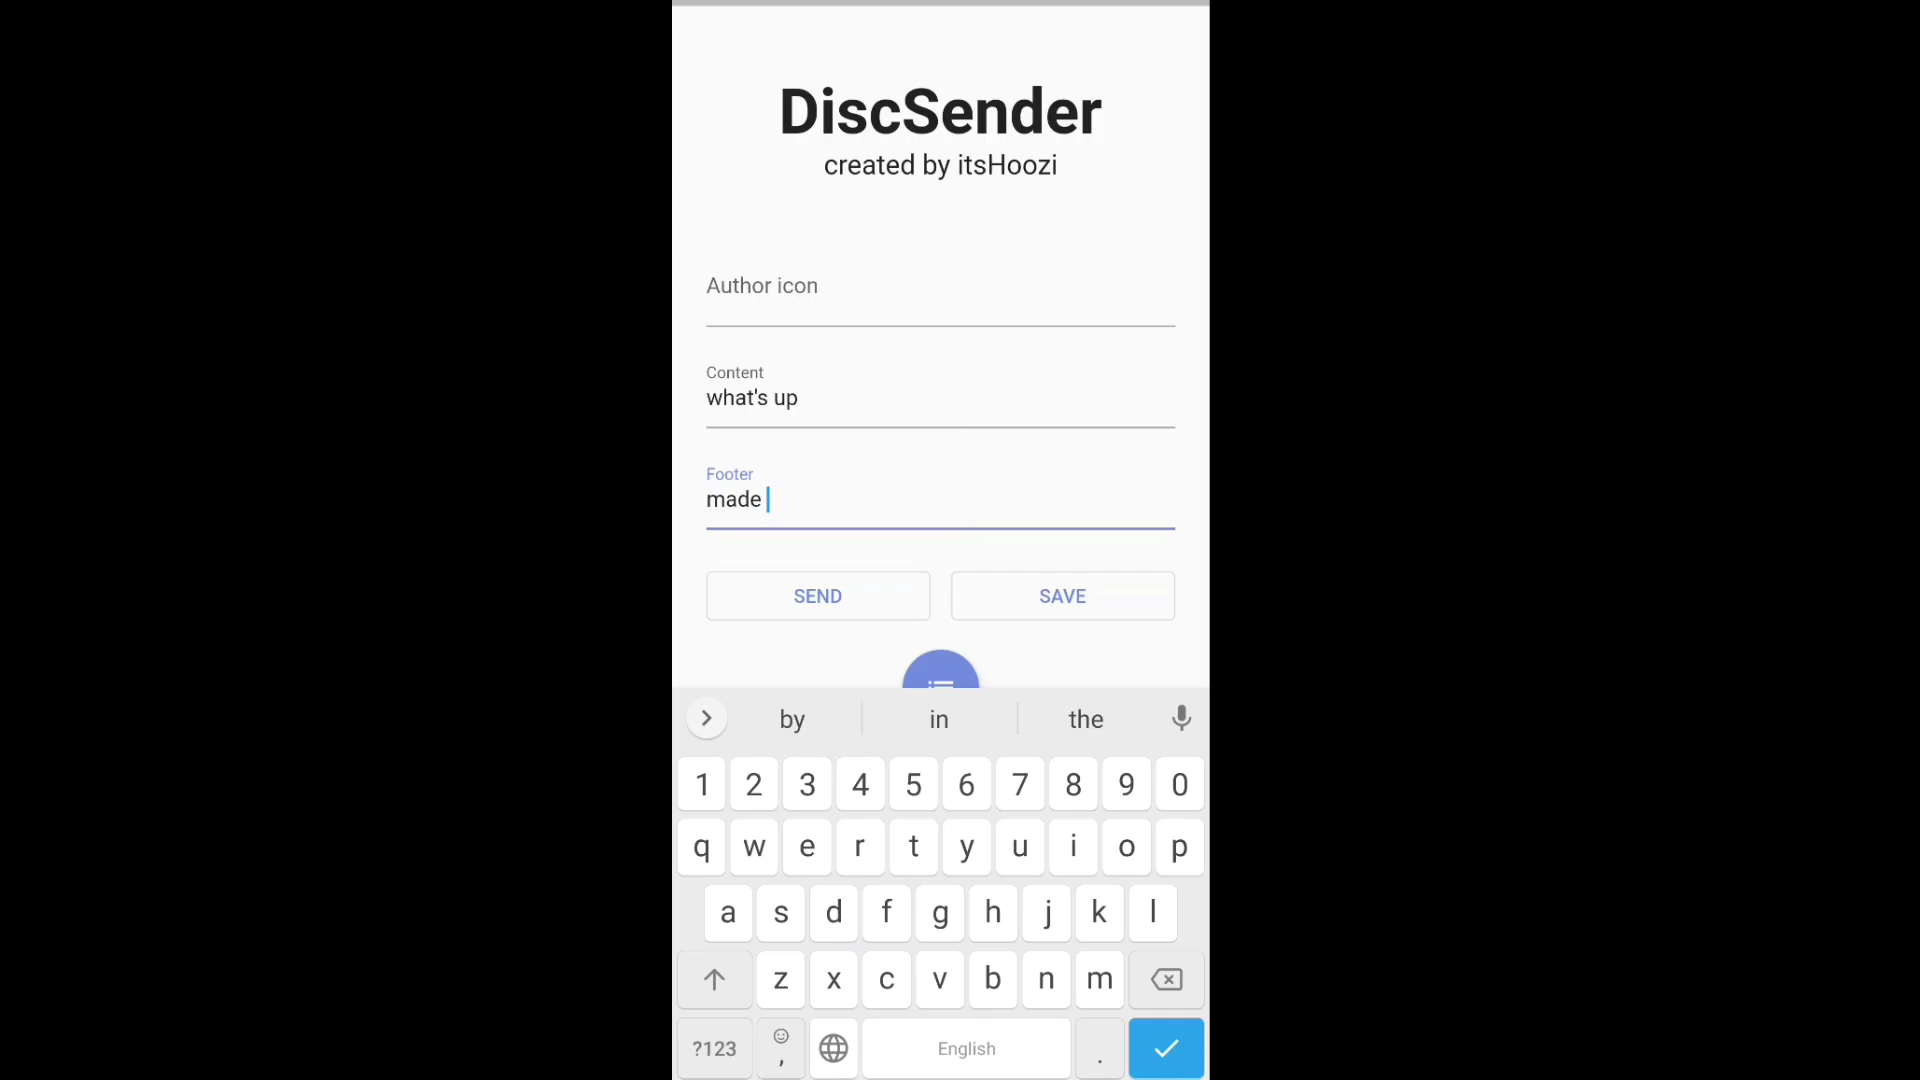 DiscSender
created by itsHoozi
Author icon
Content
what's up
Footer
made
SEND SAVE
by in the
1 2 3 4 5 6 7 8 9 0
q w e r t y u i o p
a s d f g h j k l
z x c v b n m
?123 , English .